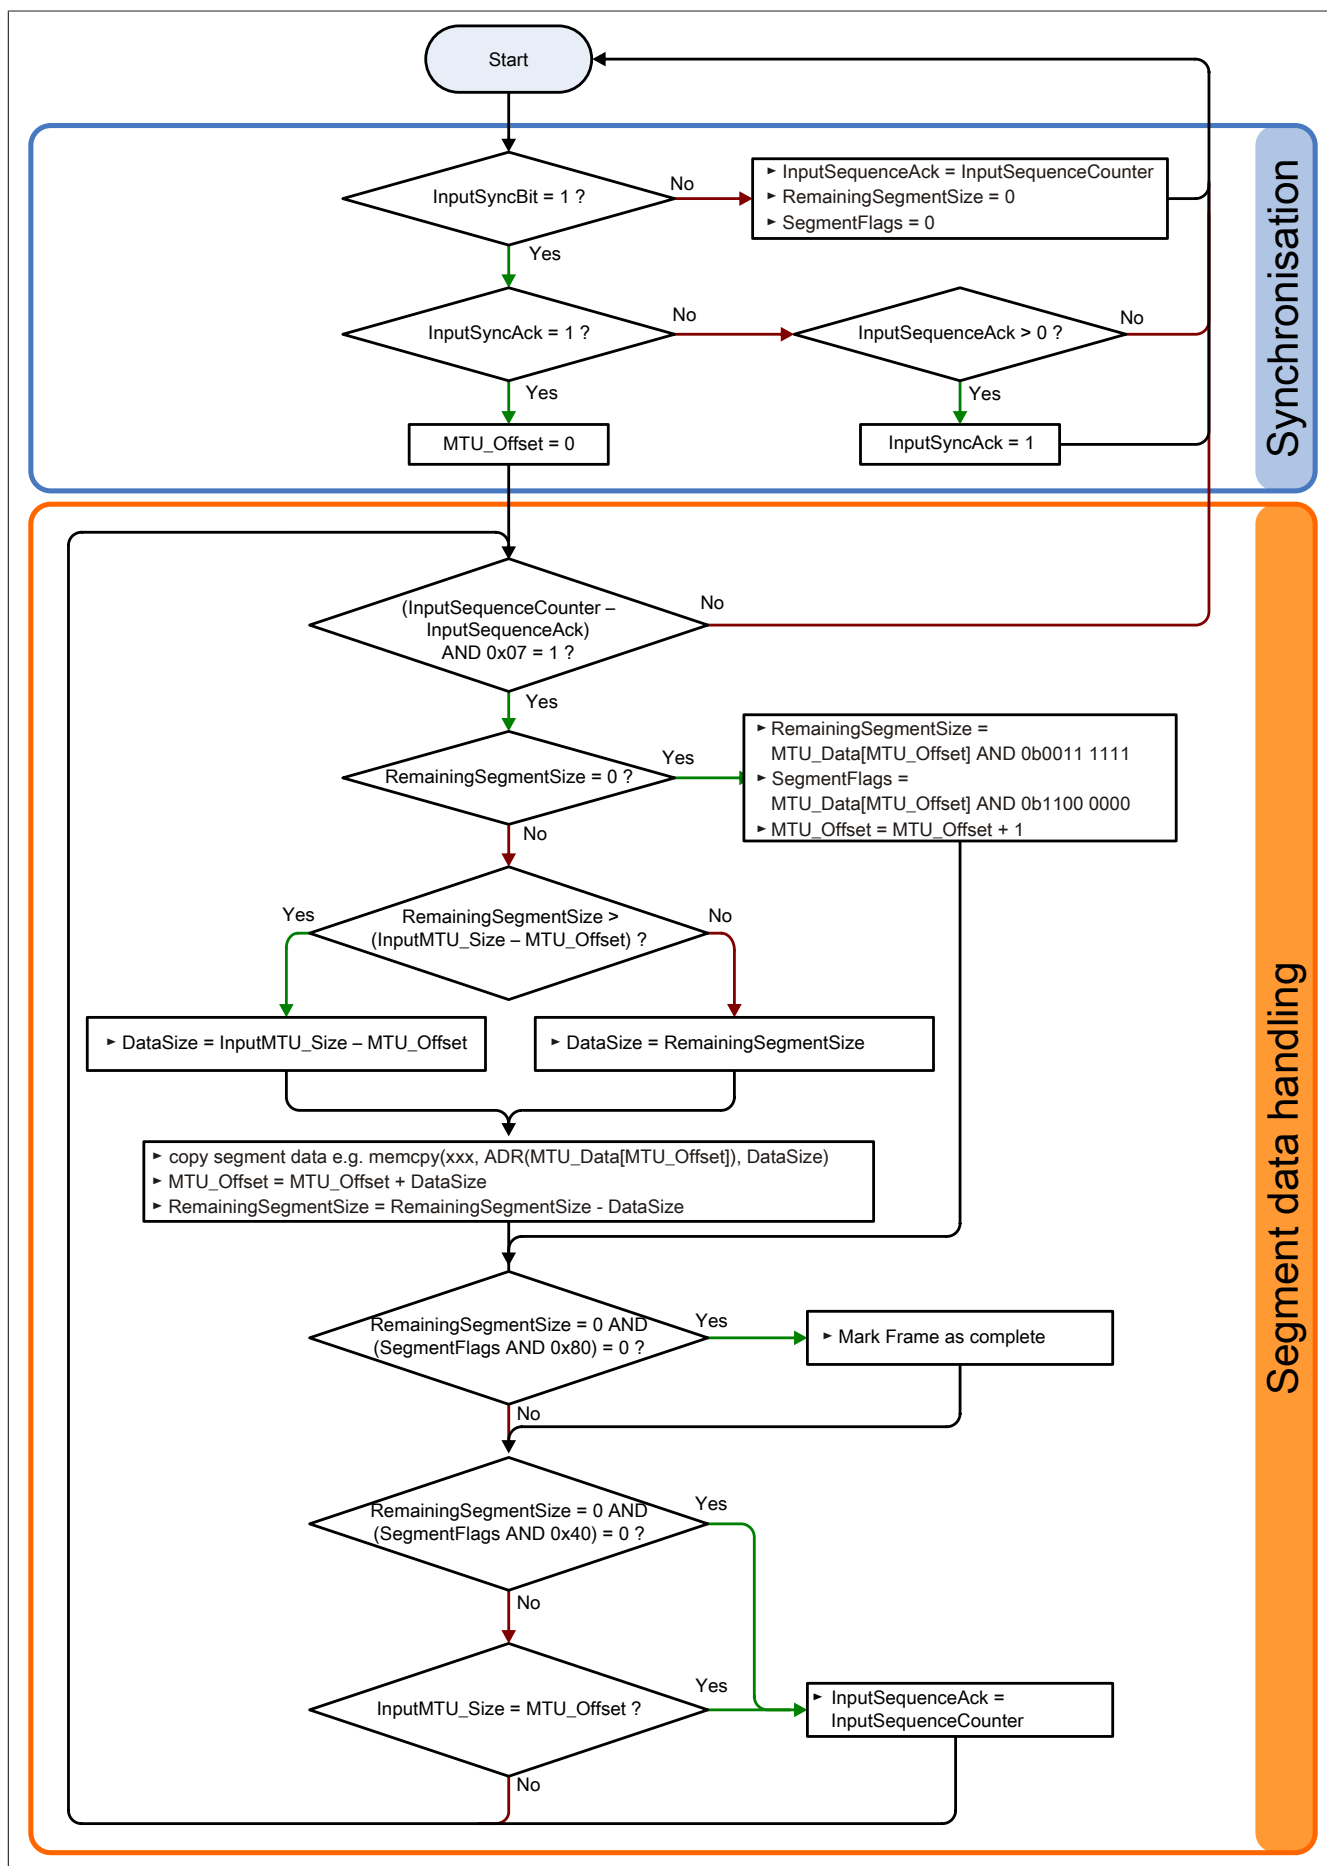 Start
Synchronisation
InputSyncBit = 1 ?
No
► InputSequenceAck = InputSequenceCounter
► RemainingSegmentSize = 0
► SegmentFlags = 0
Yes
InputSyncAck = 1 ?
No
InputSequenceAck > 0 ?
No
Yes
Yes
MTU_Offset = 0
InputSyncAck = 1
Segment data handling
(InputSequenceCounter –
InputSequenceAck)
AND 0x07 = 1 ?
No
Yes
RemainingSegmentSize = 0 ?
Yes
► RemainingSegmentSize =
MTU_Data[MTU_Offset] AND 0b0011 1111
► SegmentFlags =
MTU_Data[MTU_Offset] AND 0b1100 0000
► MTU_Offset = MTU_Offset + 1
No
RemainingSegmentSize >
(InputMTU_Size – MTU_Offset) ?
Yes
No
► DataSize = InputMTU_Size – MTU_Offset
► DataSize = RemainingSegmentSize
► copy segment data e.g. memcpy(xxx, ADR(MTU_Data[MTU_Offset]), DataSize)
► MTU_Offset = MTU_Offset + DataSize
► RemainingSegmentSize = RemainingSegmentSize - DataSize
RemainingSegmentSize = 0 AND
(SegmentFlags AND 0x80) = 0 ?
Yes
► Mark Frame as complete
No
RemainingSegmentSize = 0 AND
(SegmentFlags AND 0x40) = 0 ?
Yes
No
InputMTU_Size = MTU_Offset ?
Yes
► InputSequenceAck =
InputSequenceCounter
No